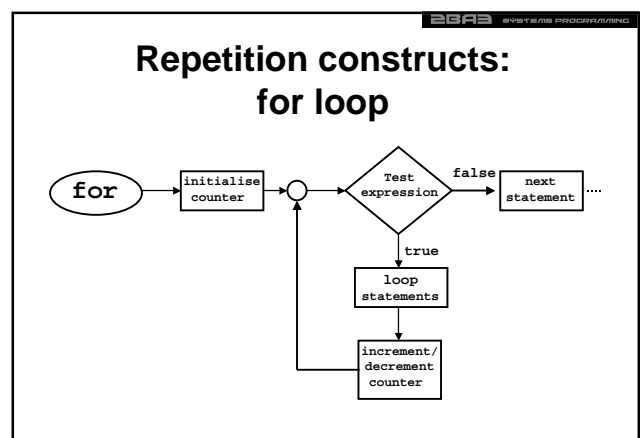 2BA3 SYSTEMS PROGRAMMING
Repetition constructs:
for loop
for
initialise
counter
Test
expression
false
next
statement
....
true
loop
statements
increment/
decrement
counter